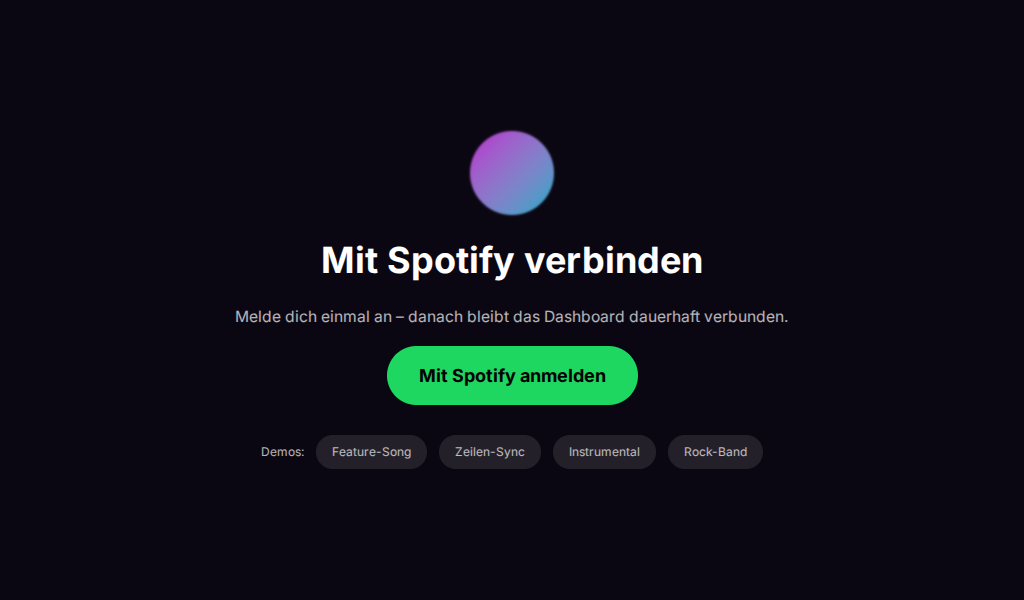 Mit Spotify verbinden
Melde dich einmal an – danach bleibt das Dashboard dauerhaft verbunden.
Mit Spotify anmelden
Demos: Feature-Song Zeilen-Sync Instrumental Rock-Band